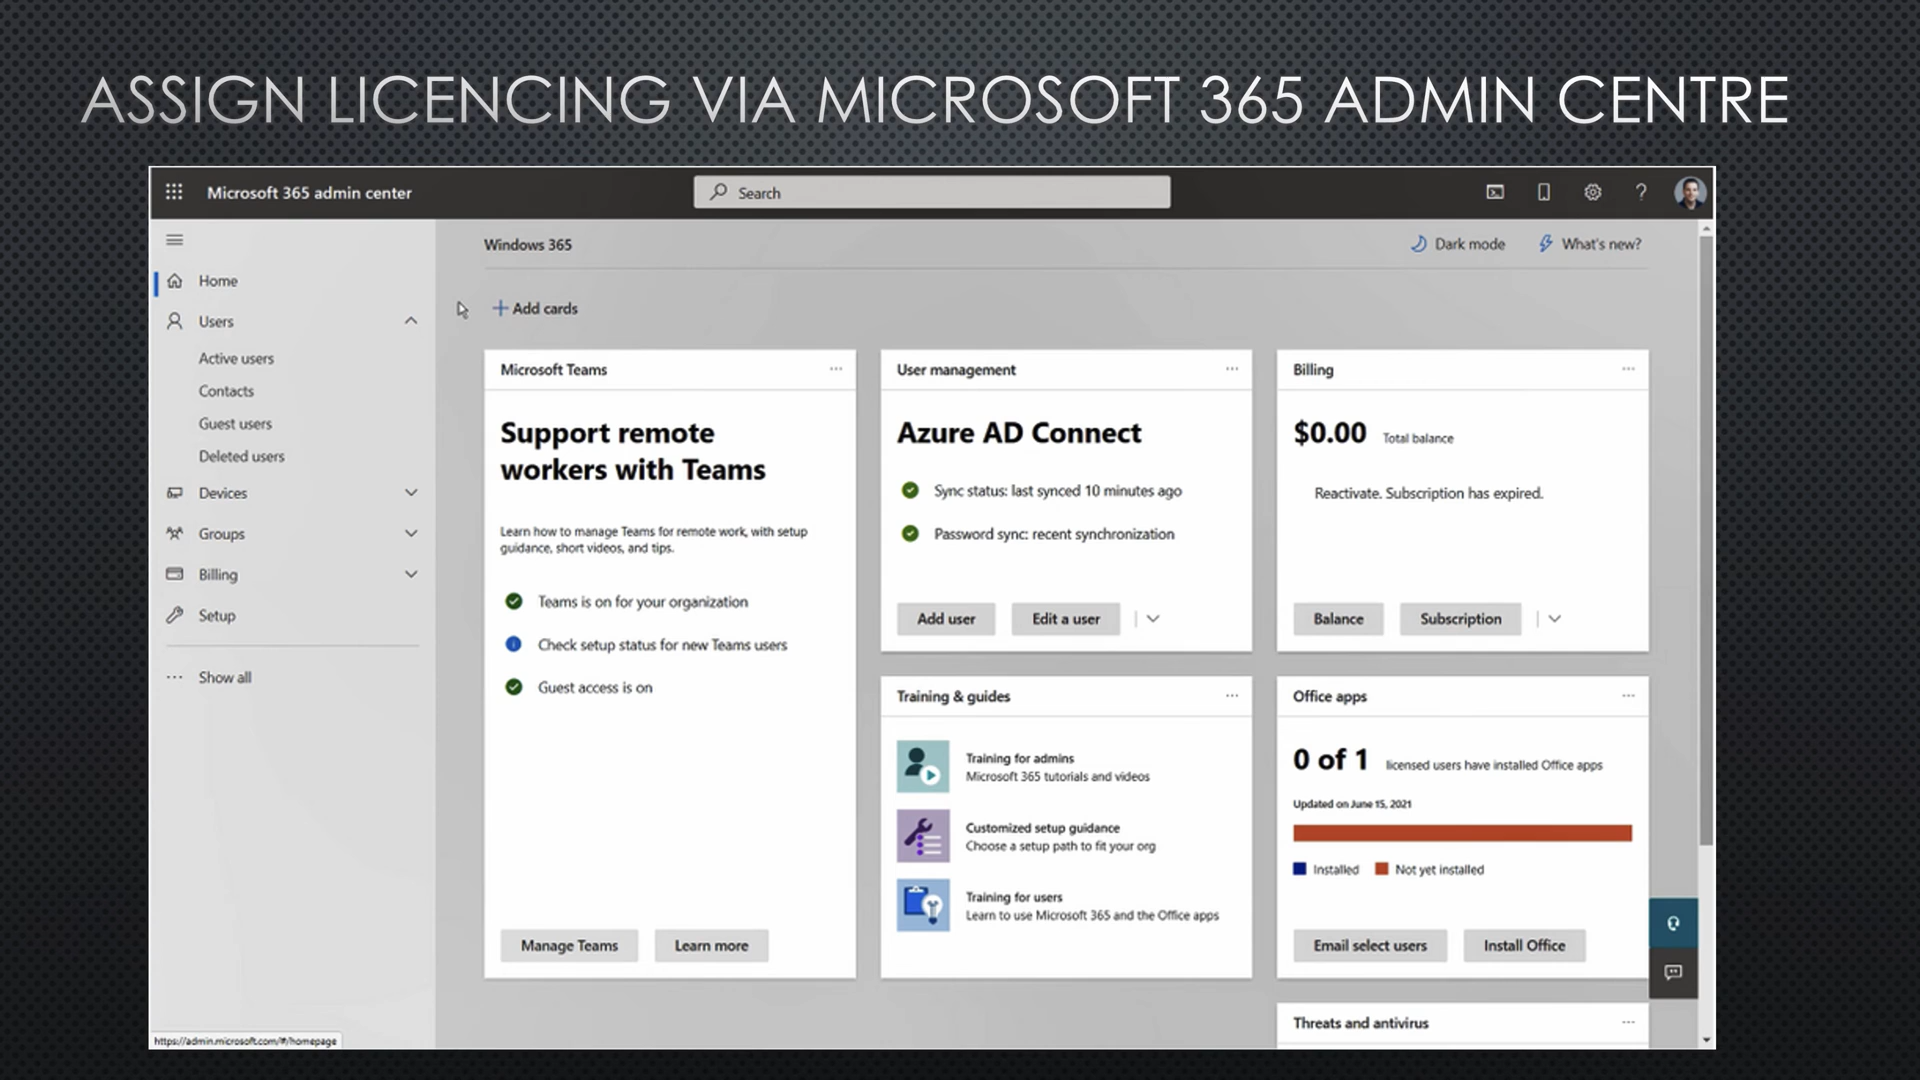 ASSIGN LICENCING VIA MICROSOFT 365 ADMIN CENTRE
Microsoft 365 admin center
Search
?
Home
Users
Active users
Contacts
Guest users
Deleted users
Devices
Groups
Billing
Setup
Show all
https://admin.microsoft.com/#/homepage
Windows 365
Dark mode
What's new?
Add cards
Microsoft Teams
Support remote
workers with Teams
Learn how to manage Teams for remote work, with setup
guidance, short videos, and tips.
Teams is on for your organization
Check setup status for new Teams users
Guest access is on
Manage Teams
Learn more
User management
Azure AD Connect
Sync status: last synced 10 minutes ago
Password sync: recent synchronization
Add user
Edit a user
Billing
$0.00 Total balance
Reactivate. Subscription has expired.
Balance
Subscription
Training & guides
Training for admins
Microsoft 365 tutorials and videos
Customized setup guidance
Choose a setup path to fit your org
Training for users
Learn to use Microsoft 365 and the Office apps
Office apps
0 of 1 licensed users have installed Office apps
Updated on June 15, 2021
Installed
Not yet installed
Email select users
Install Office
Threats and antivirus